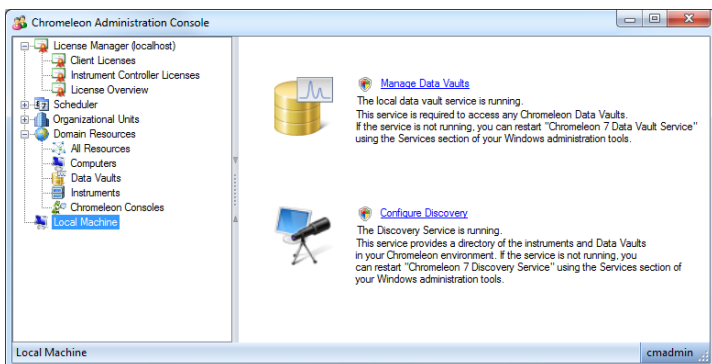 Chromeleon Administration Console
License Manager (localhost)
Client Licenses
Instrument Controller Licenses
License Overview
Scheduler
Organizational Units
Domain Resources
All Resources
Computers
Data Vaults
Instruments
Chromeleon Consoles
Local Machine
Manage Data Vaults
The local data vault service is running.
This service is required to access any Chromeleon Data Vaults.
If the service is not running, you can restart "Chromeleon 7 Data Vault Service"
using the Services section of your Windows administration tools.
Configure Discovery
The Discovery Service is running.
This service provides a directory of the instruments and Data Vaults
in your Chromeleon environment. If the service is not running, you
can restart "Chromeleon 7 Discovery Service" using the Services section of
your Windows administration tools.
Local Machine
cmadmin